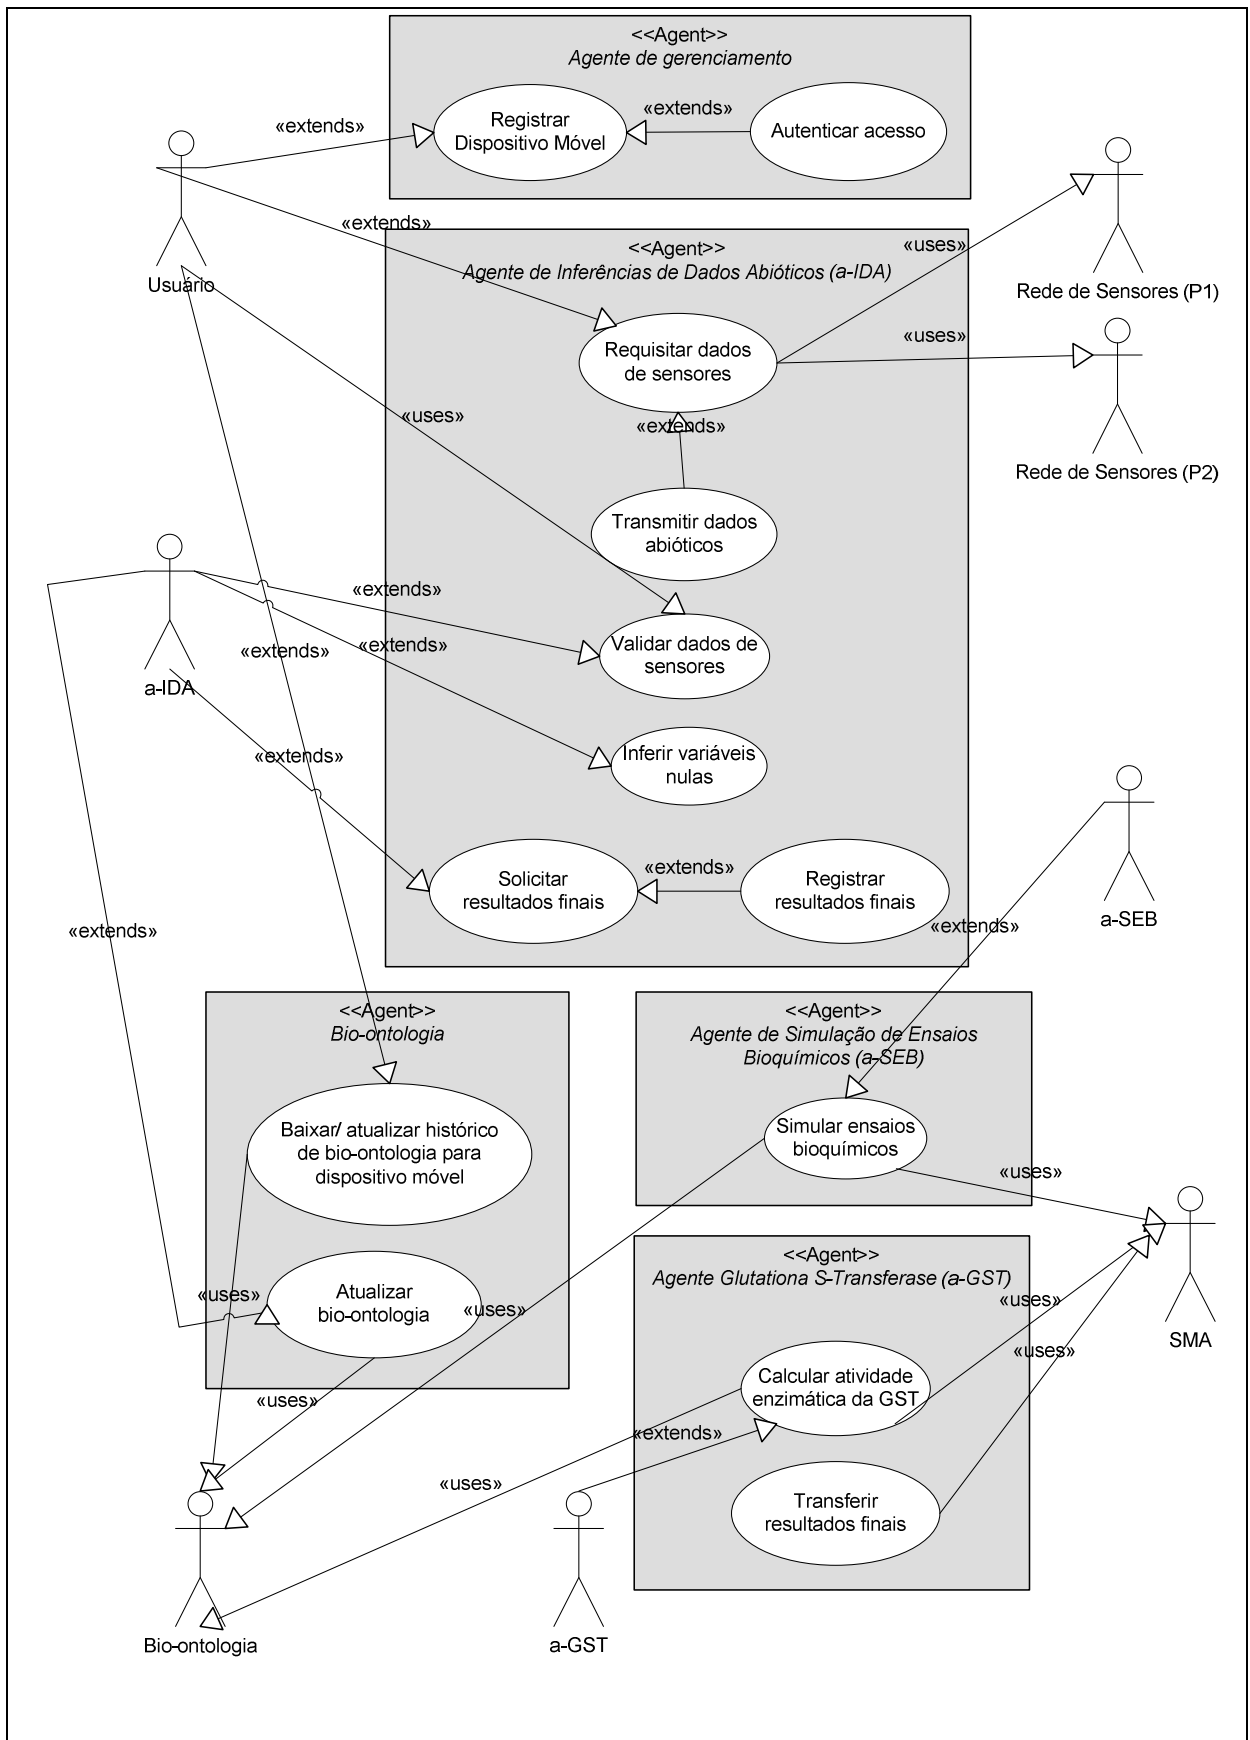 <<Agent>>
Agente de gerenciamento
«extends»
Registrar
Dispositivo Móvel
«extends»
Autenticar acesso
Usuário
«extends»
<<Agent>>
Agente de Inferências de Dados Abióticos (a-IDA)
«uses»
Rede de Sensores (P1)
Requisitar dados
de sensores
«uses»
«uses»
«extends»
Rede de Sensores (P2)
Transmitir dados
abióticos
a-IDA
«extends»
«extends»
«extends»
Validar dados de
sensores
«extends»
Inferir variáveis
nulas
Solicitar
resultados finais
«extends»
Registrar
resultados finais
a-SEB
«extends»
«extends»
<<Agent>>
Bio-ontologia
<<Agent>>
Agente de Simulação de Ensaios
Bioquímicos (a-SEB)
Baixar/ atualizar histórico
de bio-ontologia para
dispositivo móvel
Simular ensaios
bioquímicos
«uses»
<<Agent>>
Agente Glutationa S-Transferase (a-GST)
«uses»
Atualizar
bio-ontologia
«uses»
«uses»
«uses»
SMA
«uses»
Calcular atividade
enzimática da GST
«extends»
«uses»
Transferir
resultados finais
Bio-ontologia
a-GST